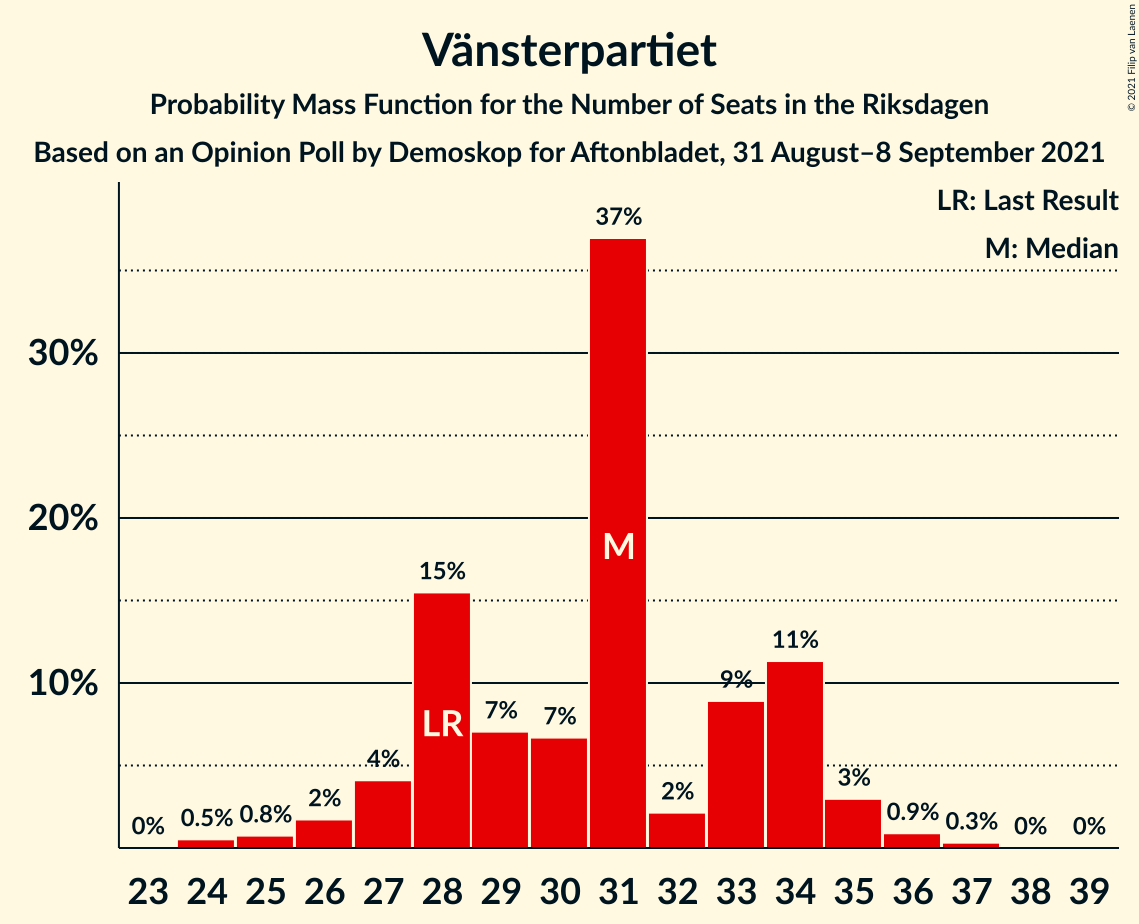 Vänsterpartiet
Probability Mass Function for the Number of Seats in the Riksdagen
Based on an Opinion Poll by Demoskop for Aftonbladet, 31 August–8 September 2021
© 2021 Filip van Laenen
LR: Last Result
M: Median
30%
20%
10%
0%
0.5%
0.8%
2%
4%
15%
LR
7%
7%
37%
M
2%
9%
11%
3%
0.9%
0.3%
0%
0%
23 24 25 26 27 28 29 30 31 32 33 34 35 36 37 38 39